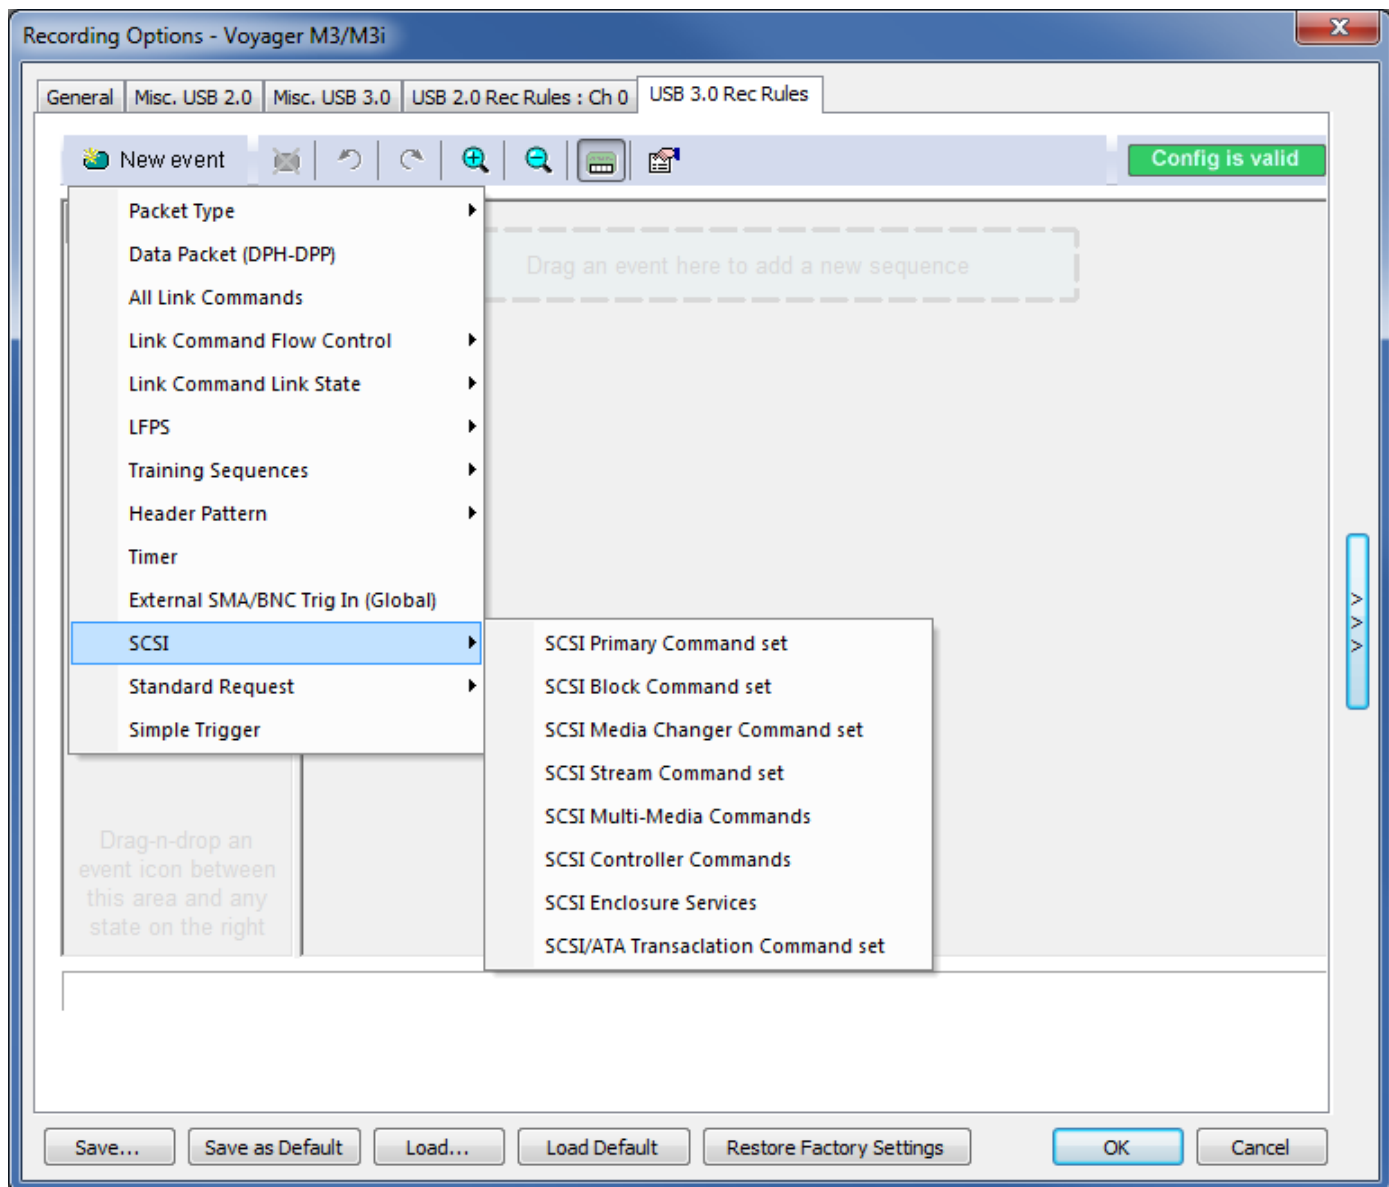 Recording Options - Voyager M3/M3i
X
General
Misc. USB 2.0
Misc. USB 3.0
USB 2.0 Rec Rules : Ch 0
USB 3.0 Rec Rules
New event
Config is valid
Packet Type
Data Packet (DPH-DPP)
All Link Commands
Link Command Flow Control
Link Command Link State
LFPS
Training Sequences
Header Pattern
Timer
External SMA/BNC Trig In (Global)
SCSI
Standard Request
Simple Trigger
Drag an event here to add a new sequence
SCSI Primary Command set
SCSI Block Command set
SCSI Media Changer Command set
SCSI Stream Command set
SCSI Multi-Media Commands
SCSI Controller Commands
SCSI Enclosure Services
SCSI/ATA Transaclation Command set
Drag-n-drop an
event icon between
this area and any
state on the right
>
>
>
Save...
Save as Default
Load...
Load Default
Restore Factory Settings
OK
Cancel